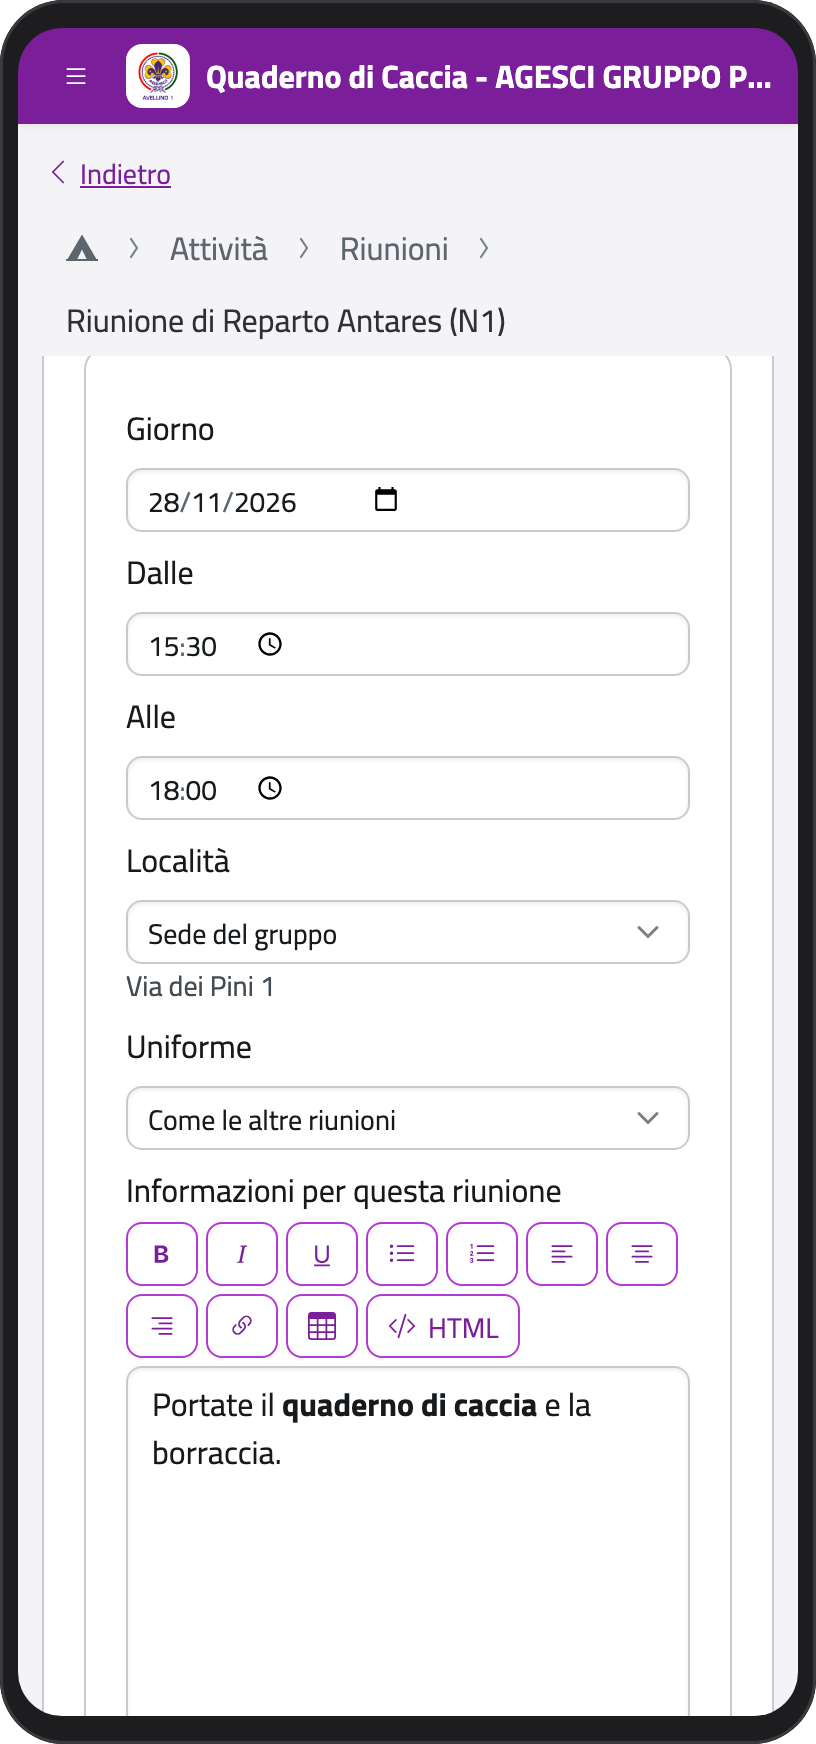 AVELLINO 1
Quaderno di Caccia - AGESCI GRUPPO P...
Indietro
Attività
Riunioni
Riunione di Reparto Antares (N1)
Giorno
28/11/2026
Dalle
15:30
Alle
18:00
Località
Sede del gruppo
Via dei Pini 1
Uniforme
Come le altre riunioni
Informazioni per questa riunione
B I U
</> HTML
Portate il quaderno di caccia e la
borraccia.